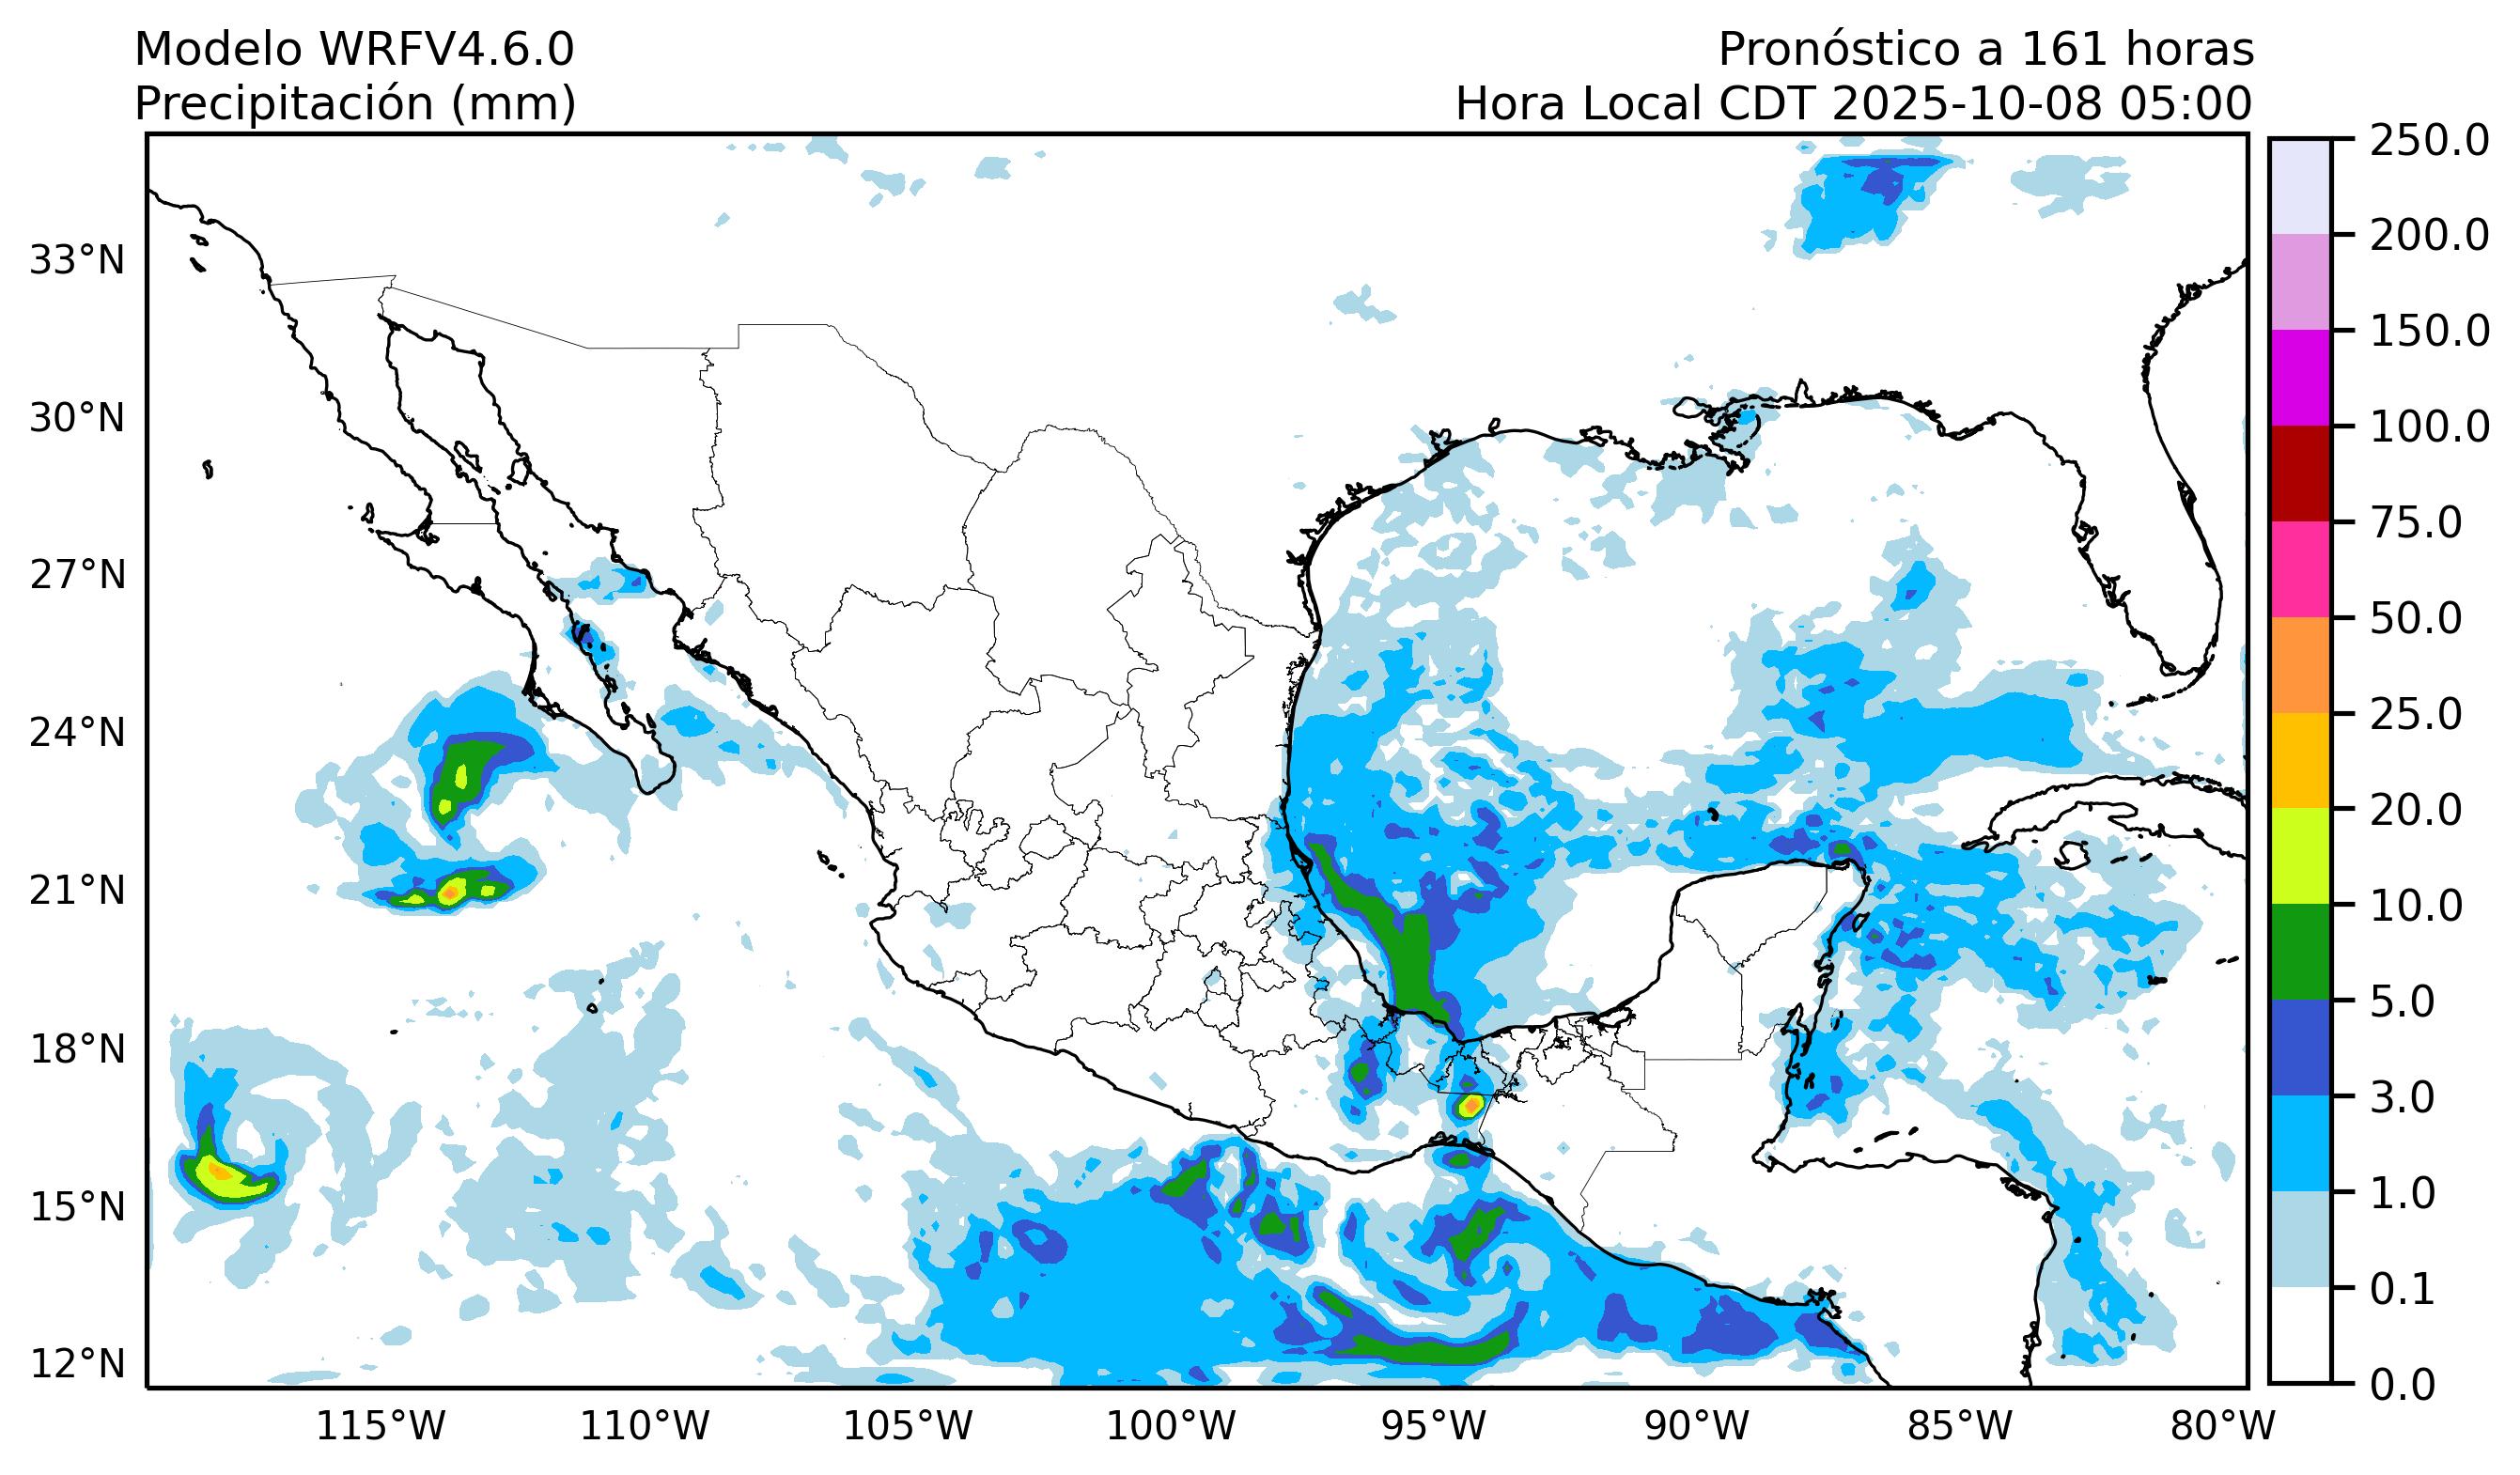 Modelo WRFV4.6.0
Precipitación (mm)
Pronóstico a 161 horas
Hora Local CDT 2025-10-08 05:00
33°N
30°N
27°N
24°N
21°N
18°N
15°N
12°N
115°W
110°W
105°W
100°W
95°W
90°W
85°W
80°W
250.0
200.0
150.0
100.0
75.0
50.0
25.0
20.0
10.0
5.0
3.0
1.0
0.1
0.0